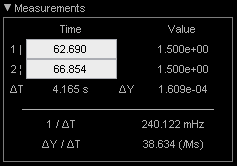 ▼ Measurements
Time Value
1 | 62.690 1.500e+00
2 ¦ 66.854 1.500e+00
ΔT 4.165 s ΔY 1.609e-04
1 / ΔT 240.122 mHz
ΔY / ΔT 38.634 (/Ms)